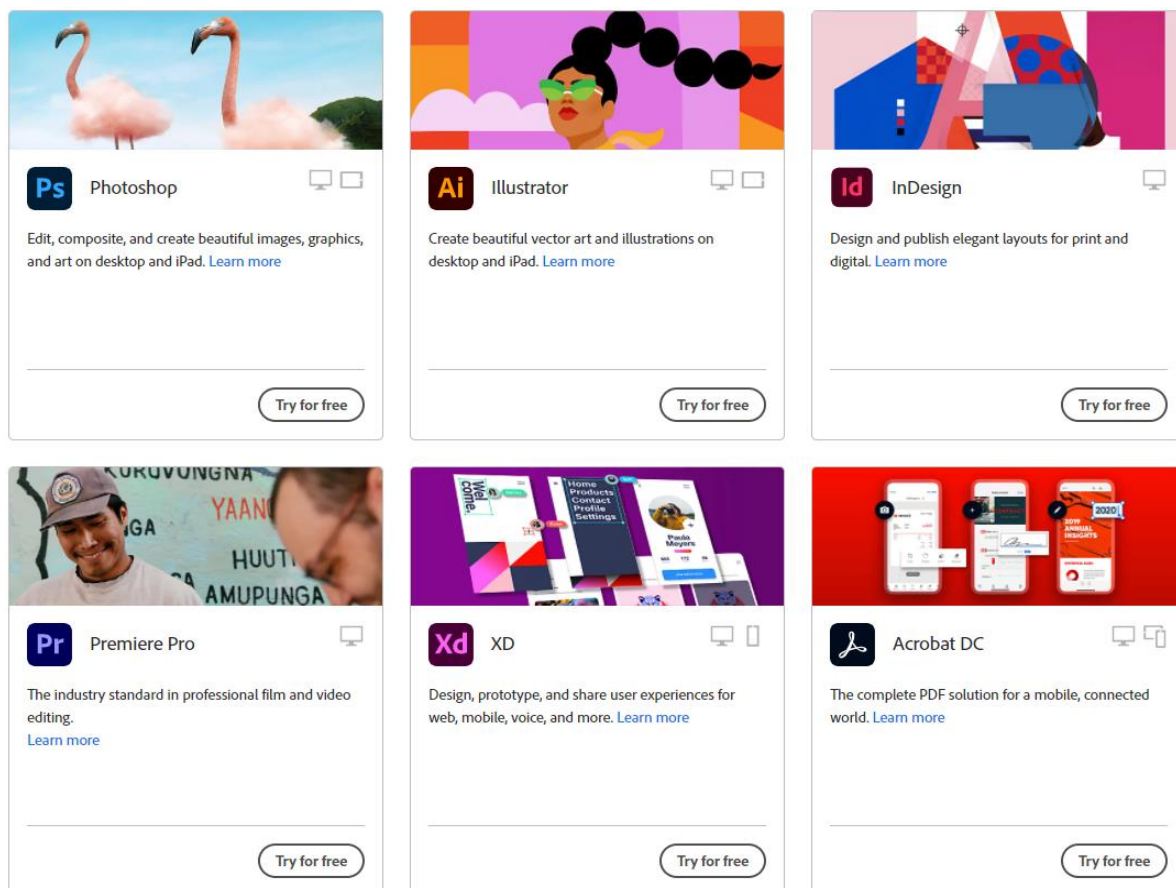 Ps Photoshop
Edit, composite, and create beautiful images, graphics,
and art on desktop and iPad. Learn more
Try for free
Ai Illustrator
Create beautiful vector art and illustrations on
desktop and iPad. Learn more
Try for free
Id InDesign
Design and publish elegant layouts for print and
digital. Learn more
Try for free
KURUVUNGNA
YAANG
NGA
HUUT
AMUPUNGA
Pr Premiere Pro
The industry standard in professional film and video
editing.
Learn more
Try for free
Wel
come.
Home
Products
Contact
Profile
Settings
Paula
Meyers
Xd XD
Design, prototype, and share user experiences for
web, mobile, voice, and more. Learn more
Try for free
2019
ANNUAL
INSIGHTS
2020
Acrobat DC
The complete PDF solution for a mobile, connected
world. Learn more
Try for free